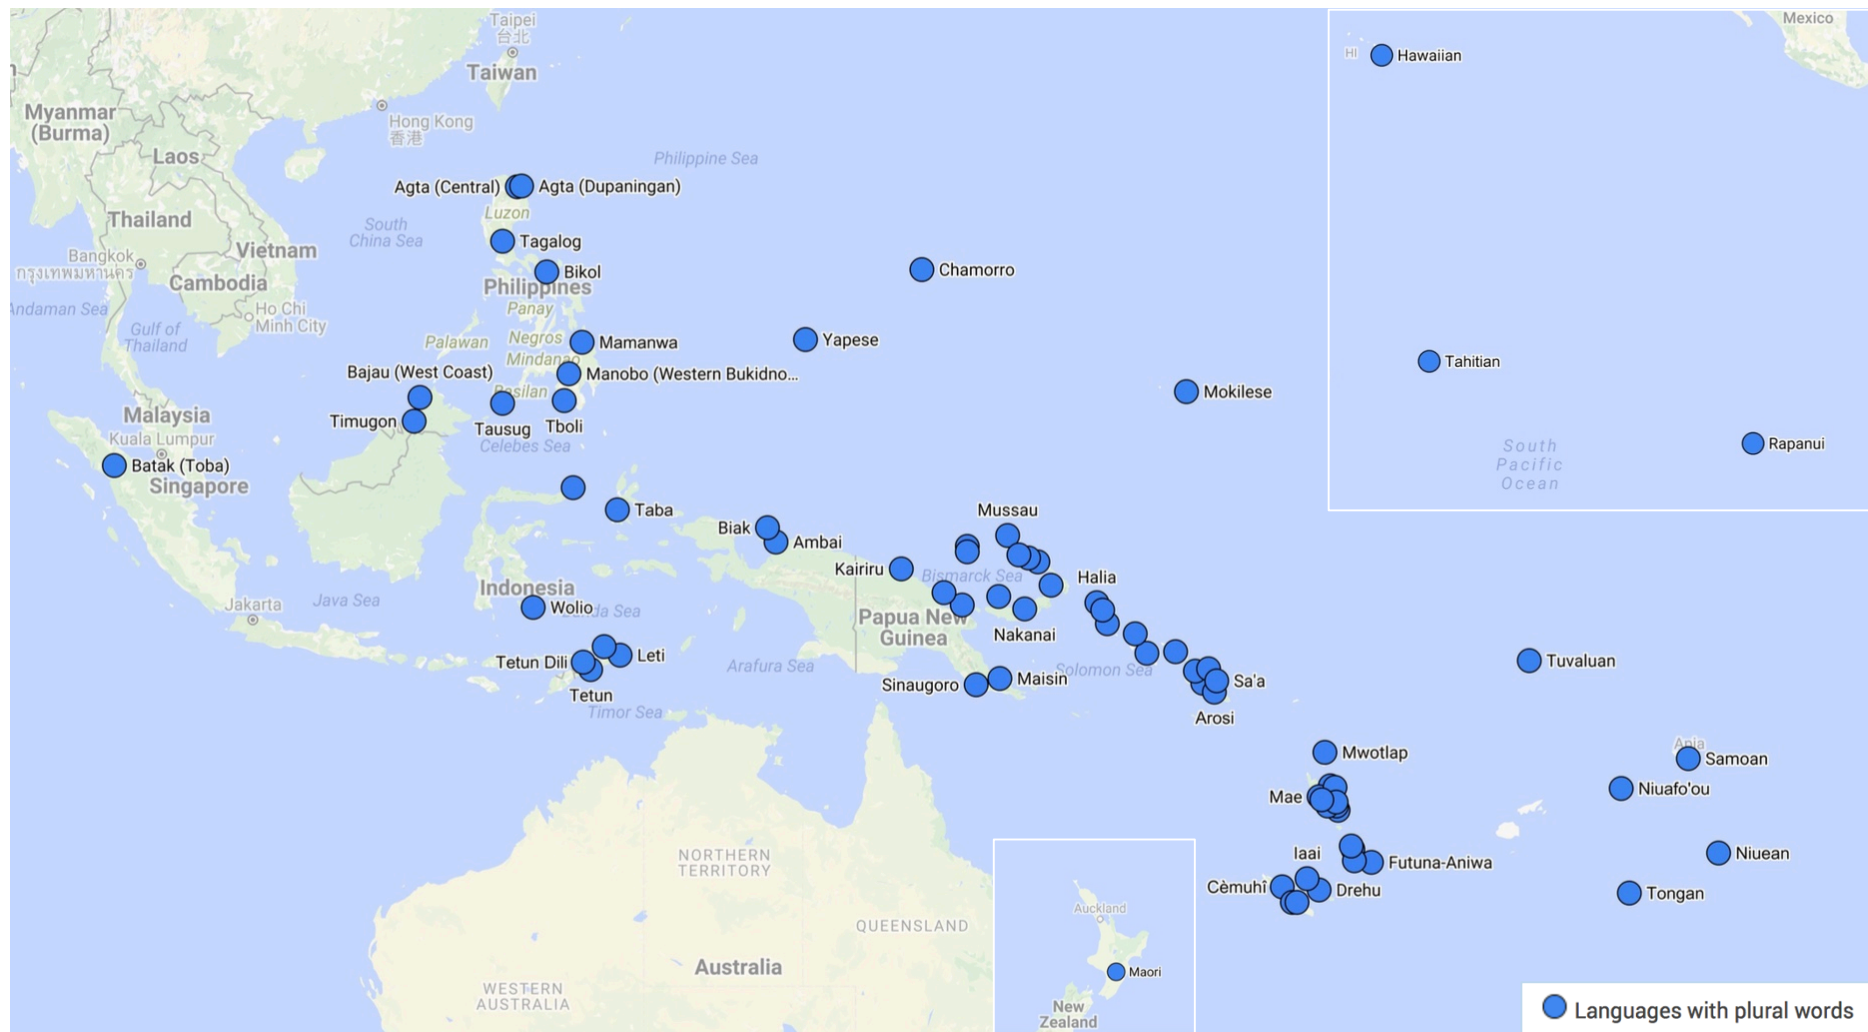 Taipei
台北
Taiwan
Mexico
HI
Hawaiian
Myanmar
(Burma)
Hong Kong
香港
Laos
Philippine Sea
Agta (Central)
Agta (Dupaningan)
Luzon
Thailand
South
China Sea
Tagalog
Vietnam
Bangkok
กรุงเทพมหานคร
Bikol
Chamorro
Cambodia
Philippines
Andaman Sea
Ho Chi
Minh City
Panay
Gulf of
Thailand
Palawan
Negros
Mamanwa
Yapese
Mindanao
Tahitian
Bajau (West Coast)
Manobo (Western Bukidno...
Basilan
Mokilese
Malaysia
Timugon
Tausug
Tboli
Kuala Lumpur
Celebes Sea
Rapanui
South
Pacific
Ocean
Batak (Toba)
Singapore
Taba
Mussau
Biak
Ambai
Kairiru
Bismarck Sea
Halia
Indonesia
Jakarta
Java Sea
Wolio
Banda Sea
Papua New
Guinea
Nakanai
Tetun Dili
Leti
Arafura Sea
Solomon Sea
Tuvaluan
Tetun
Sinaugoro
Maisin
Sa'a
Timor Sea
Arosi
Mwotlap
Apia
Samoan
Mae
Niuafo'ou
NORTHERN
TERRITORY
Iaai
Futuna-Aniwa
Niuean
Cèmuhî
Drehu
Tongan
QUEENSLAND
Auckland
Australia
Maori
WESTERN
AUSTRALIA
New
Zealand
Languages with plural words